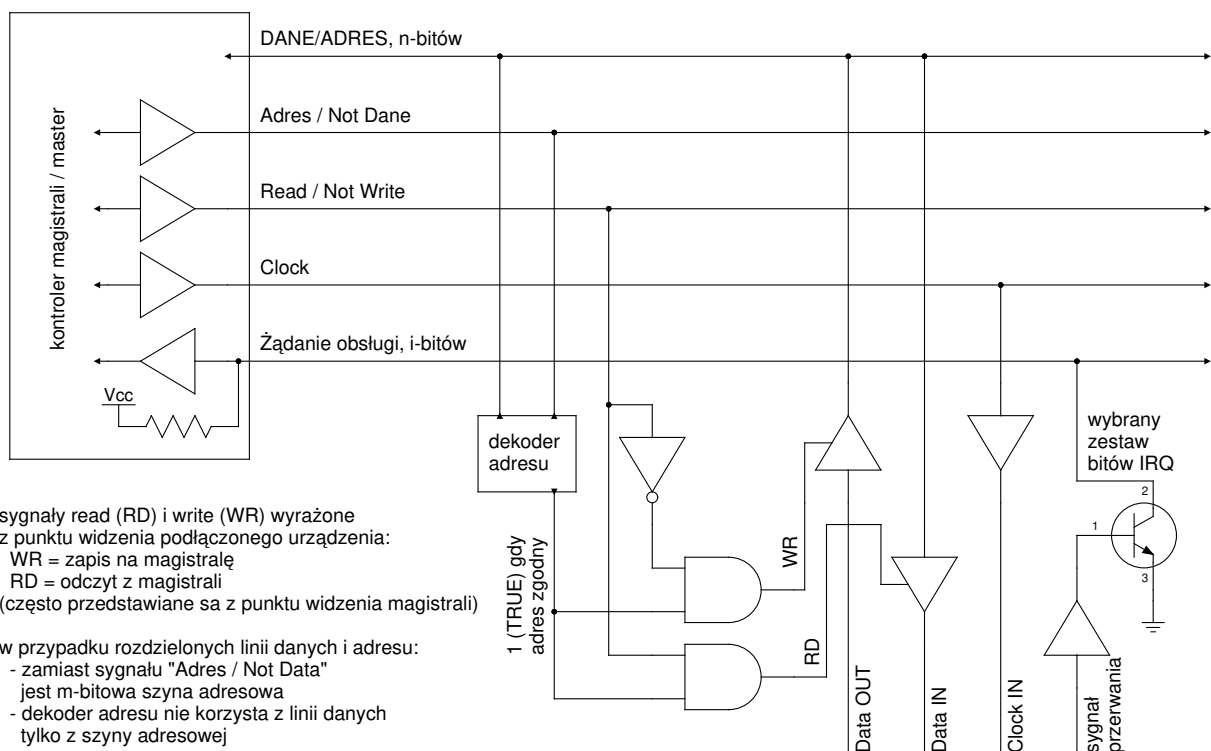 DANE/ADRES, n-bitów
Adres / Not Dane
Read / Not Write
Clock
Żądanie obsługi, i-bitów
kontroler magistrali / master
Vcc
dekoder
adresu
wybrany
zestaw
bitów IRQ
2
1
3
sygnały read (RD) i write (WR) wyrażone
z punktu widzenia podłączonego urządzenia:
WR = zapis na magistralę
RD = odczyt z magistrali
(często przedstawiane sa z punktu widzenia magistrali)
w przypadku rozdzielonych linii danych i adresu:
- zamiast sygnału "Adres / Not Data"
jest m-bitowa szyna adresowa
- dekoder adresu nie korzysta z linii danych
tylko z szyny adresowej
1 (TRUE) gdy
adres zgodny
WR
RD
Data OUT
Data IN
Clock IN
sygnał
przerwania